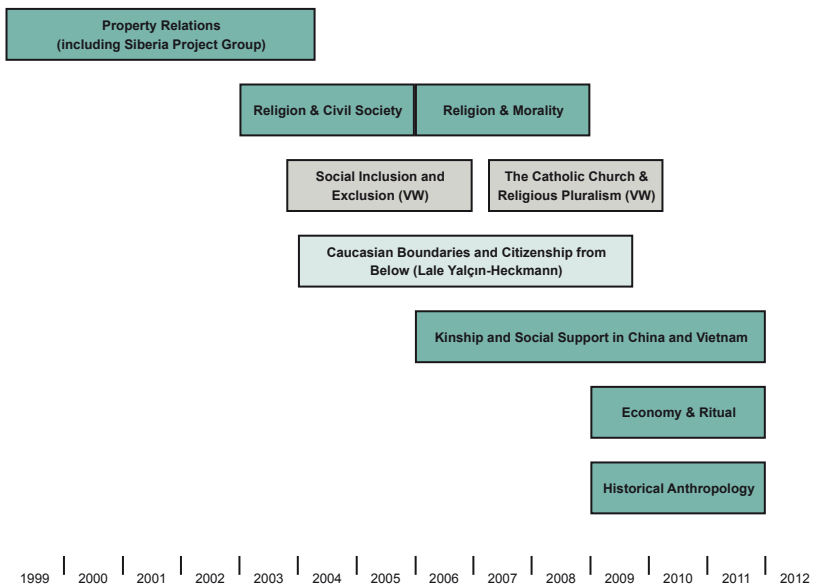 Property Relations
(including Siberia Project Group)
Religion & Civil Society
Religion & Morality
Social Inclusion and
Exclusion (VW)
The Catholic Church &
Religious Pluralism (VW)
Caucasian Boundaries and Citizenship from
Below (Lale Yalçın-Heckmann)
Kinship and Social Support in China and Vietnam
Economy & Ritual
Historical Anthropology
1999 2000 2001 2002 2003 2004 2005 2006 2007 2008 2009 2010 2011 2012